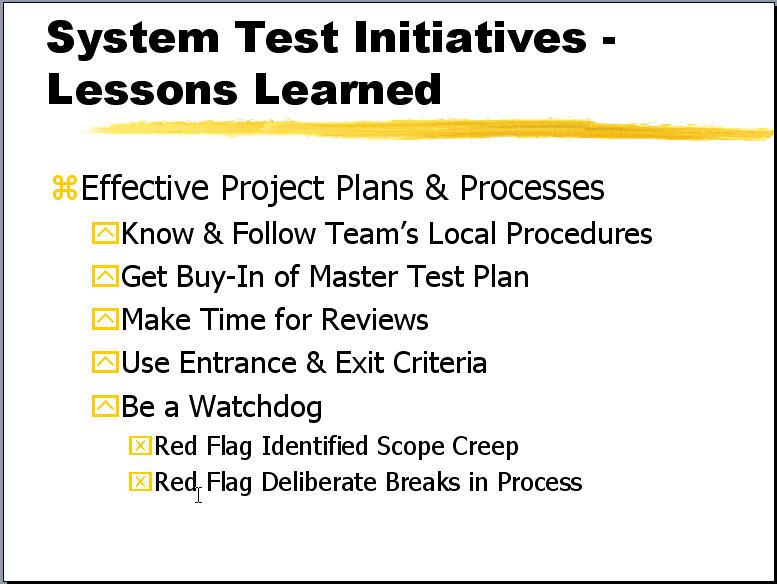 System Test Initiatives -
Lessons Learned
Effective Project Plans & Processes
Know & Follow Team’s Local Procedures
Get Buy-In of Master Test Plan
Make Time for Reviews
Use Entrance & Exit Criteria
Be a Watchdog
Red Flag Identified Scope Creep
Red Flag Deliberate Breaks in Process